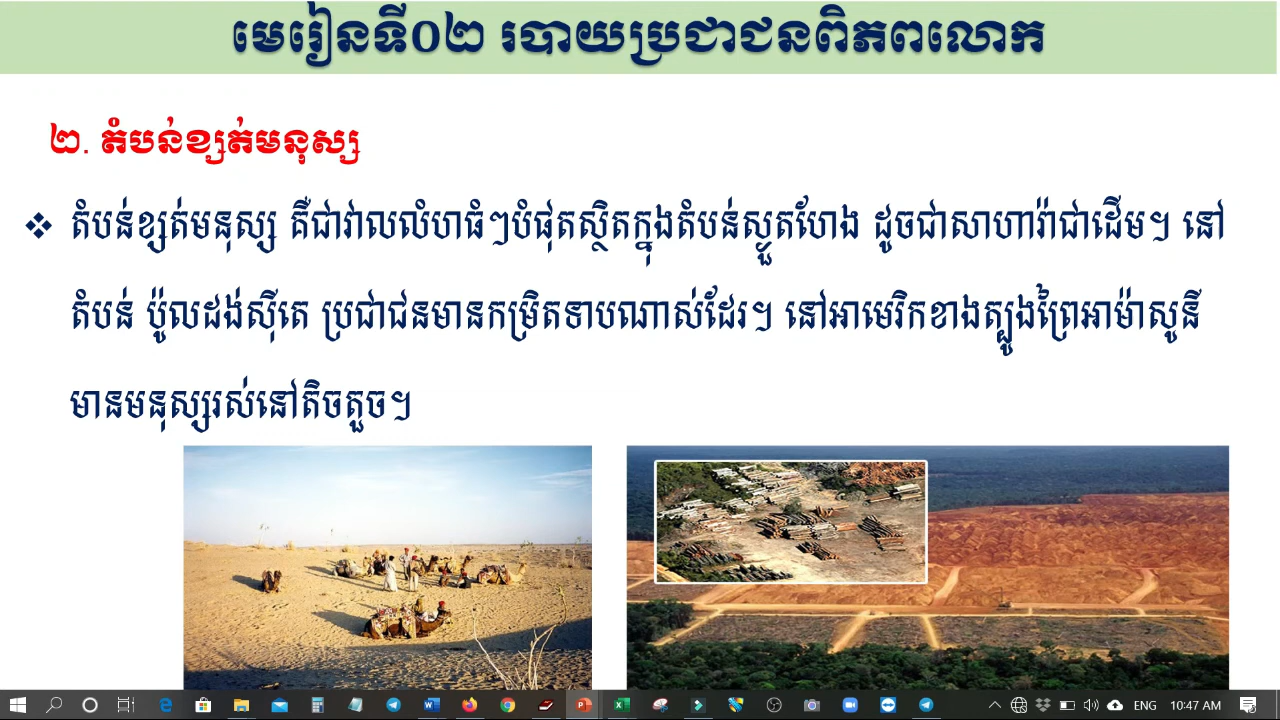 មេរៀនទី០២ របាយប្រជាជនពិភពលោក
២. តំបន់ខ្សត់មនុស្ស
❖ តំបន់ខ្សត់មនុស្ស គឺជាវាលលំហធំៗបំផុតស្ថិតក្នុងតំបន់ស្ងួតហែង ដូចជាសាហារ៉ាជាដើម។ នៅ
តំបន់ ប៉ូលដង់ស៊ីតេ ប្រជាជនមានកម្រិតទាបណាស់ដែរ។ នៅអាមេរិកខាងត្បូងព្រៃអាម៉ាសូនី
មានមនុស្សរស់នៅតិចតួច។
ENG 10:47 AM